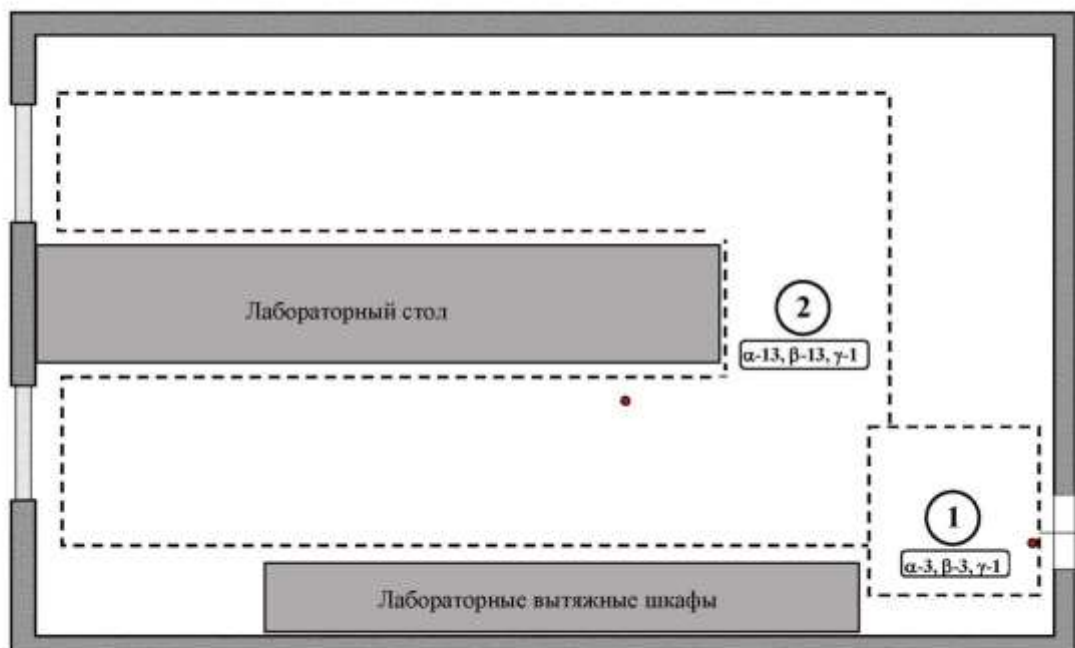 Лабораторный стол
2
α-13, β-13, γ-1
1
α-3, β-3, γ-1
Лабораторные вытяжные шкафы